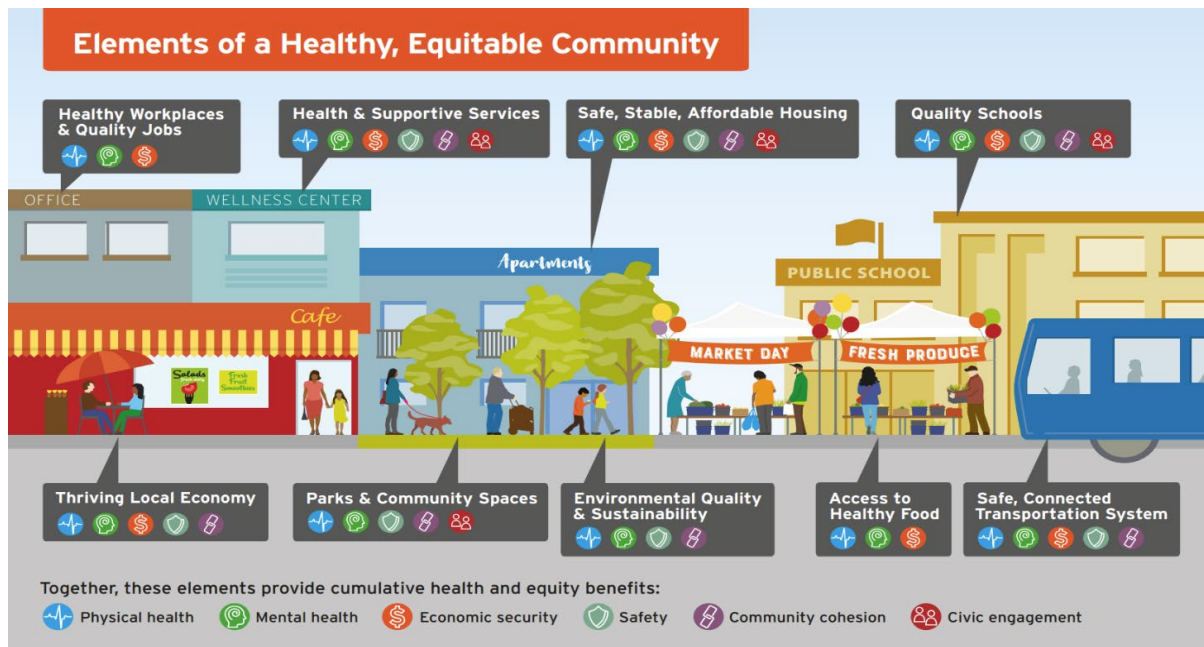 Elements of a Healthy, Equitable Community
Healthy Workplaces
& Quality Jobs
Health & Supportive Services
Safe, Stable, Affordable Housing
Quality Schools
OFFICE
WELLNESS CENTER
Apartments
PUBLIC SCHOOL
Cafe
MARKET DAY
FRESH PRODUCE
Salads
Fresh
Fruit
Smoothies
Thriving Local Economy
Parks & Community Spaces
Environmental Quality
& Sustainability
Access to
Healthy Food
Safe, Connected
Transportation System
Together, these elements provide cumulative health and equity benefits:
Physical health
Mental health
Economic security
Safety
Community cohesion
Civic engagement